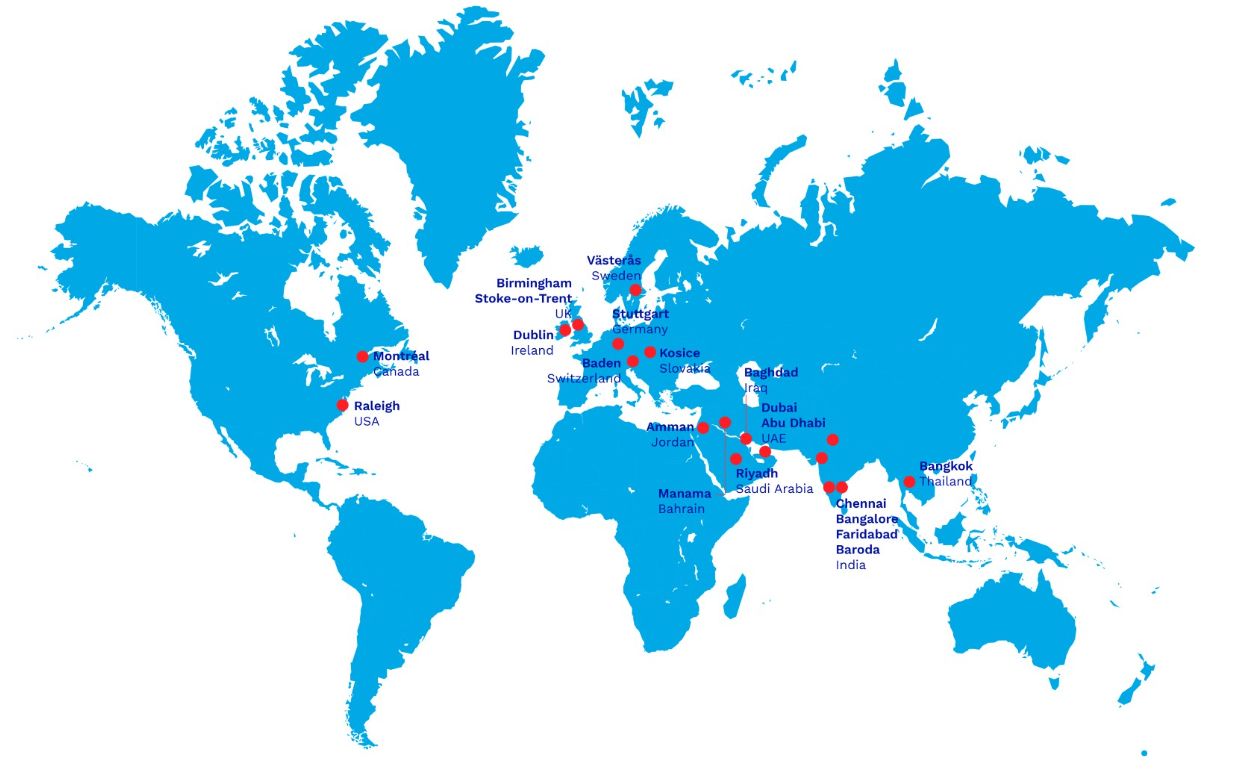 Västerås
Sweden
Birmingham
Stoke-on-Trent
UK
Stuttgart
Germany
Dublin
Ireland
Kosice
Slovakia
Baden
Switzerland
Montréal
Canada
Raleigh
USA
Baghdad
Iraq
Dubai
Abu Dhabi
UAE
Amman
Jordan
Riyadh
Saudi Arabia
Manama
Bahrain
Bangkok
Thailand
Chennai
Bangalore
Faridabad
Baroda
India